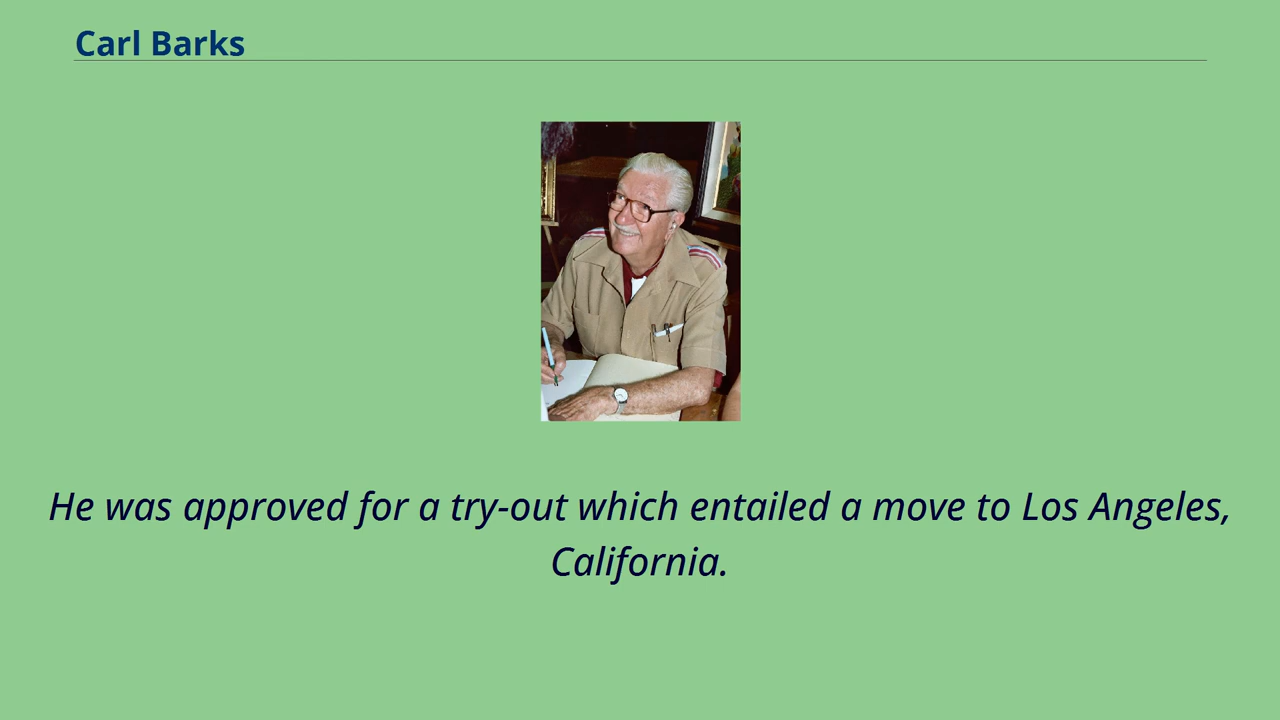 Carl Barks
He was approved for a try-out which entailed a move to Los Angeles,
California.